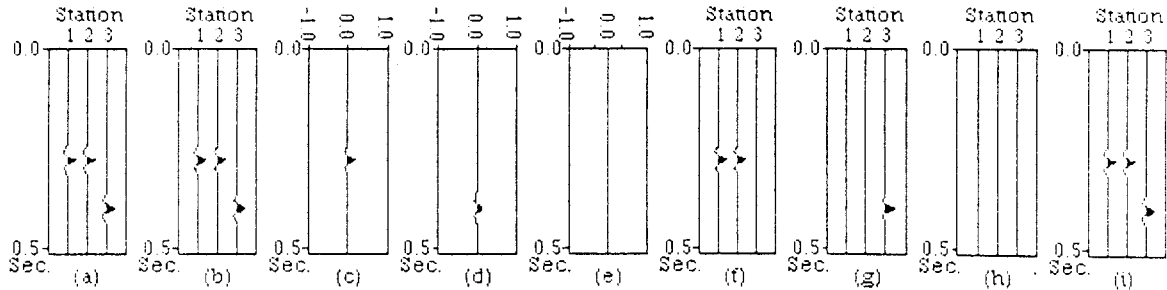 Station Station -1.0 0.0 1.0 -1.0 0.0 1.0 -1.0 0.0 1.0 Station Station Station Station
1 2 3 1 2 3 1 2 3 1 2 3 1 2 3 1 2 3
0.0 0.0 0.0 0.0 0.0 0.0 0.0 0.0 0.0
0.5 0.5 0.5 0.5 0.5 0.5 0.5 0.5 0.5
Sec. (a) Sec. (b) Sec. (c) Sec. (d) Sec. (e) Sec. (f) Sec. (g) Sec. (h) Sec. (i)